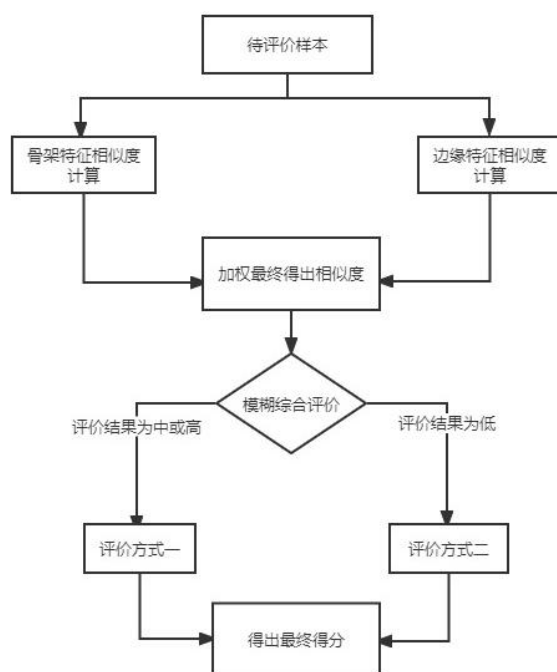 待评价样本
骨架特征相似度
计算
边缘特征相似度
计算
加权最终得出相似度
模糊综合评价
评价结果为中或高
评价结果为低
评价方式一
评价方式二
得出最终得分